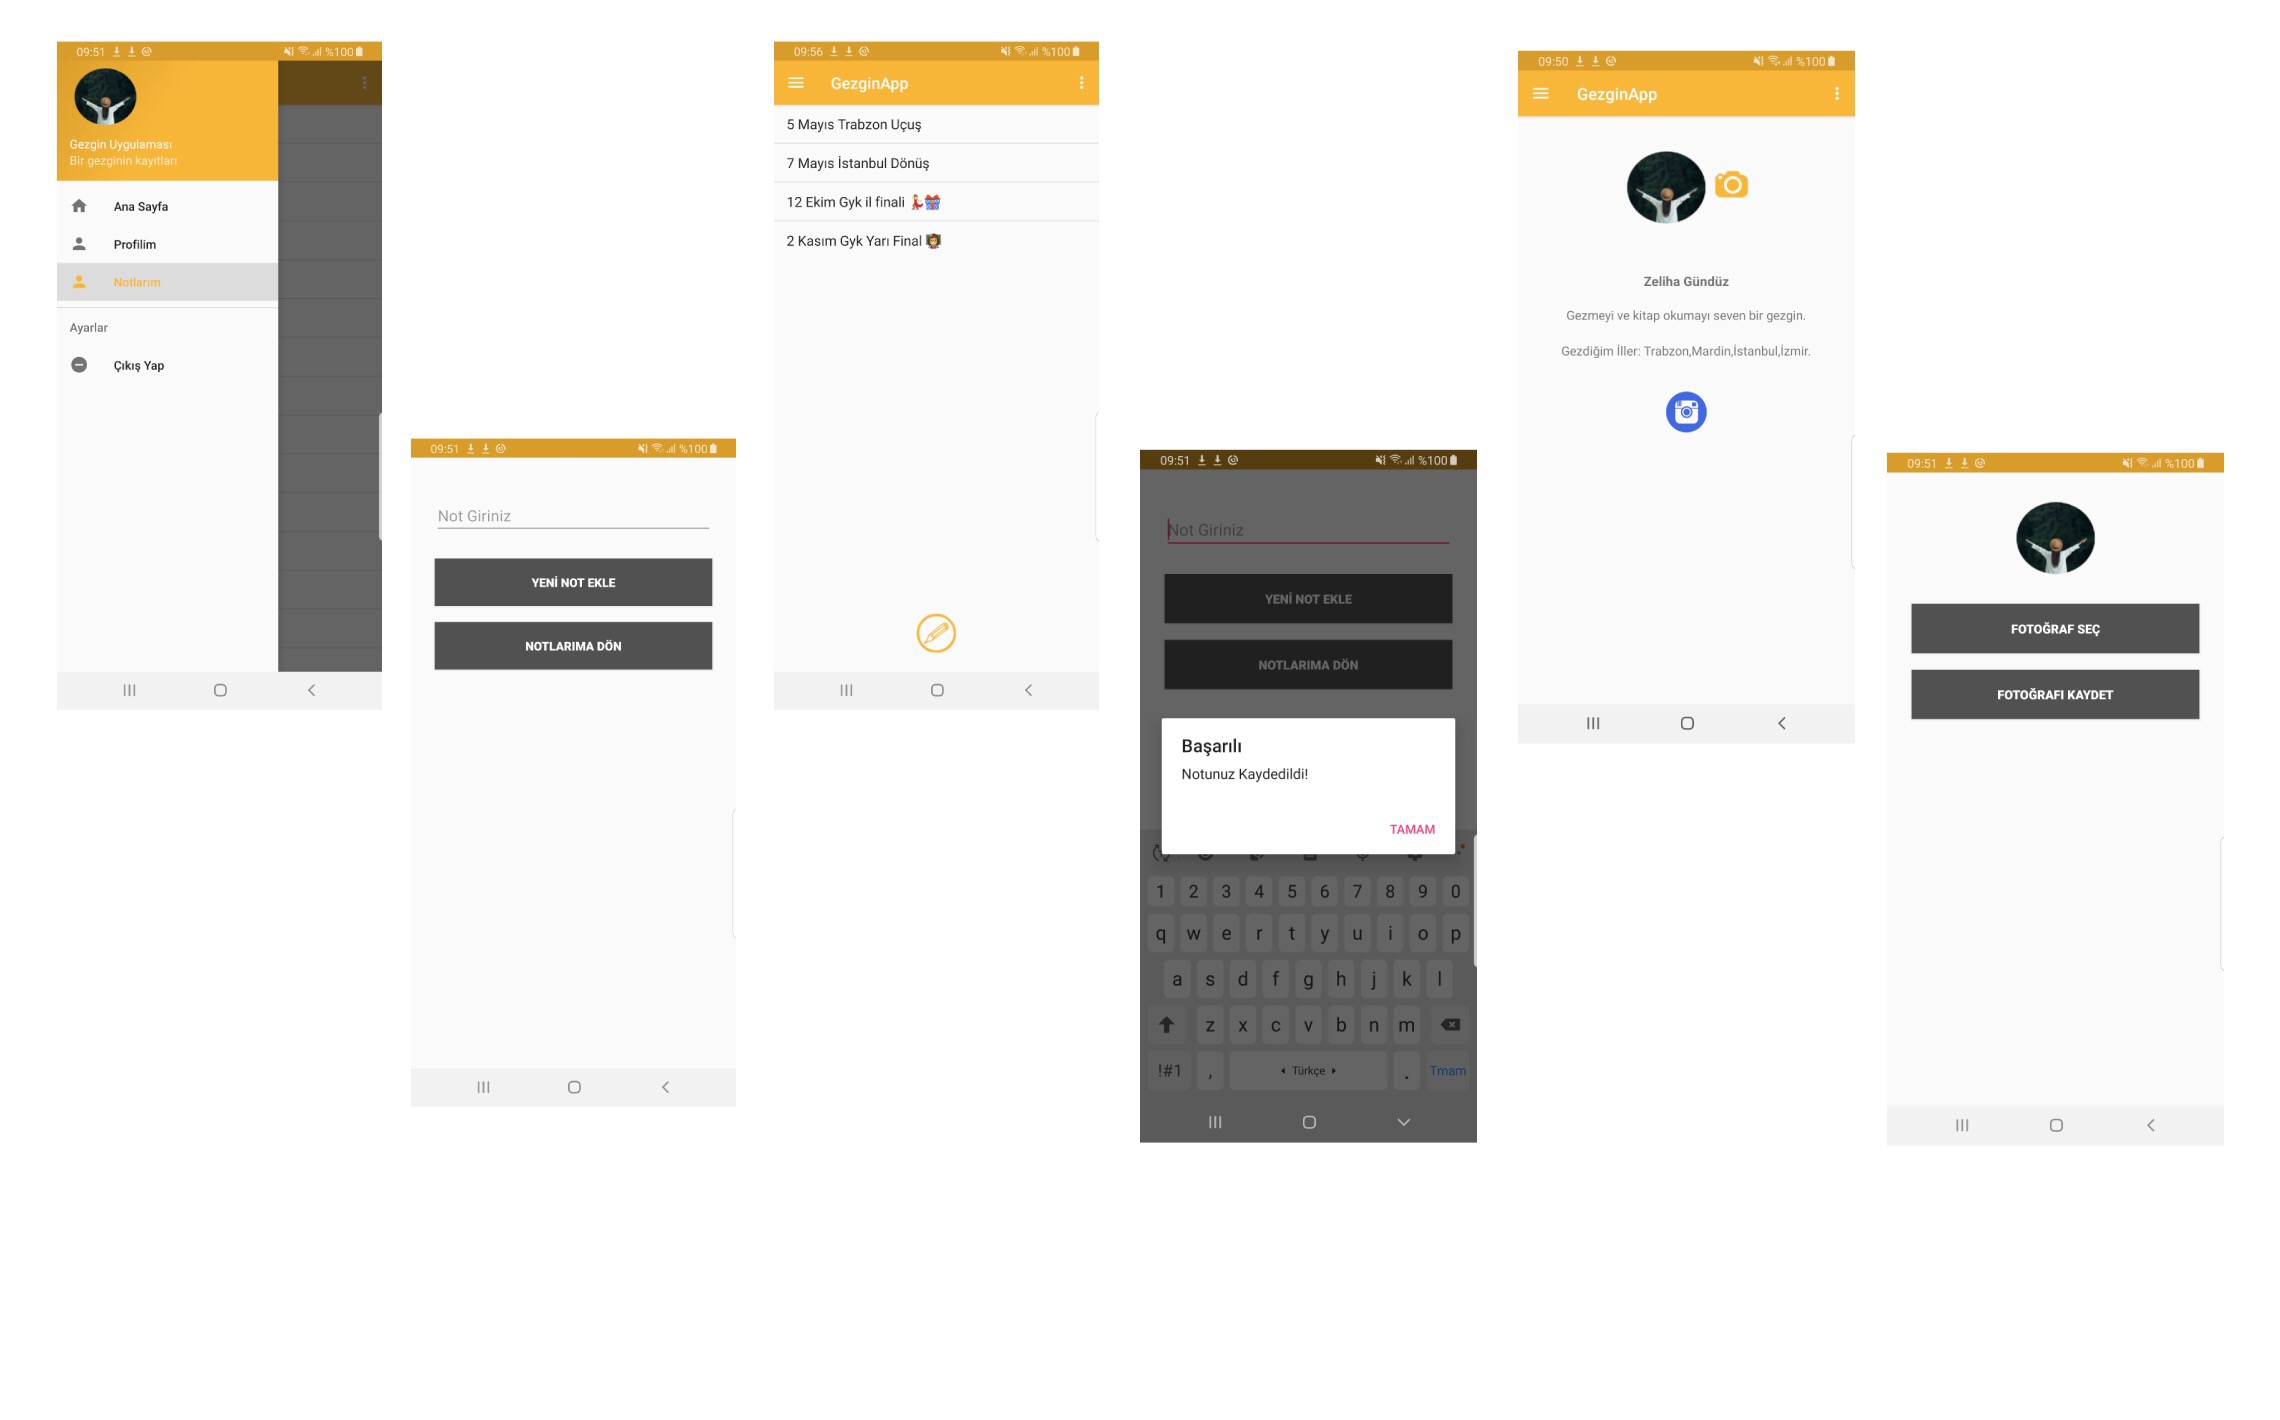 09:51 %100
Gezgin Uygulaması
Bir gezginin kayıtları
Ana Sayfa
Profilim
Notlarım
Ayarlar
Çıkış Yap
09:51 %100
Not Giriniz
YENİ NOT EKLE
NOTLARIMA DÖN
09:56 %100
GezginApp
5 Mayıs Trabzon Uçuş
7 Mayıs İstanbul Dönüş
12 Ekim Gyk il finali 💃🎁
2 Kasım Gyk Yarı Final 👩‍🏫
09:51 %100
Not Giriniz
YENİ NOT EKLE
NOTLARIMA DÖN
Başarılı
Notunuz Kaydedildi!
TAMAM
1 2 3 4 5 6 7 8 9 0
q w e r t y u i o p
a s d f g h j k l
z x c v b n m
!#1 , Türkçe . Tmam
09:50 %100
GezginApp
Zeliha Gündüz
Gezmeyi ve kitap okumayı seven bir gezgin.
Gezdiğim İller: Trabzon,Mardin,İstanbul,İzmir.
09:51 %100
FOTOĞRAF SEÇ
FOTOĞRAFI KAYDET